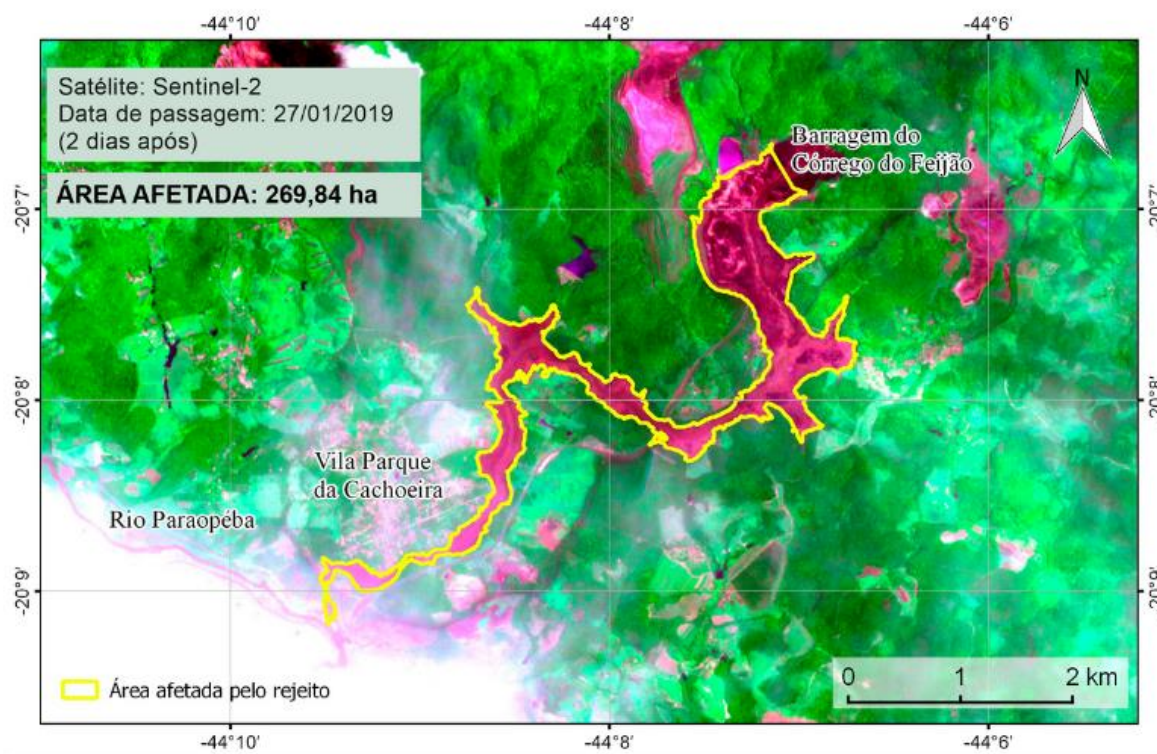 -44°10'
-44°8'
-44°6'
Satélite: Sentinel-2
Data de passagem: 27/01/2019
(2 dias após)
ÁREA AFETADA: 269,84 ha
N
Barragem do
Córrego do Feijão
-20°7'
-20°7'
-20°8'
-20°8'
Vila Parque
da Cachoeira
Rio Paraopéba
-20°9'
-20°9'
Área afetada pelo rejeito
0 1 2 km
-44°10'
-44°8'
-44°6'